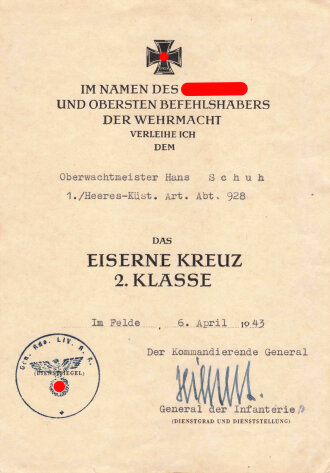 IM NAMEN DES
UND OBERSTEN BEFEHLSHABERS
DER WEHRMACHT
VERLEIHE ICH
DEM
Oberwachtmeister Hans S c h u h
1./Heeres-Küst. Art. Abt. 928
DAS
EISERNE KREUZ
2. KLASSE
Im Felde , 6. April 1943
Der Kommandierende General
(DIENSTSIEGEL)
General der Infanterie
(DIENSTGRAD UND DIENSTSTELLUNG)